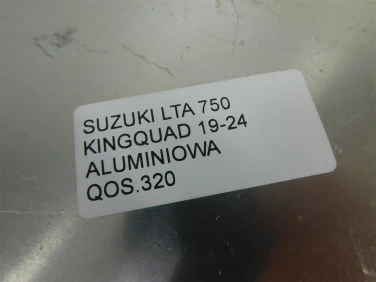 SUZUKI LTA 750
KINGQUAD 19-24
ALUMINIOWA
QOS.320